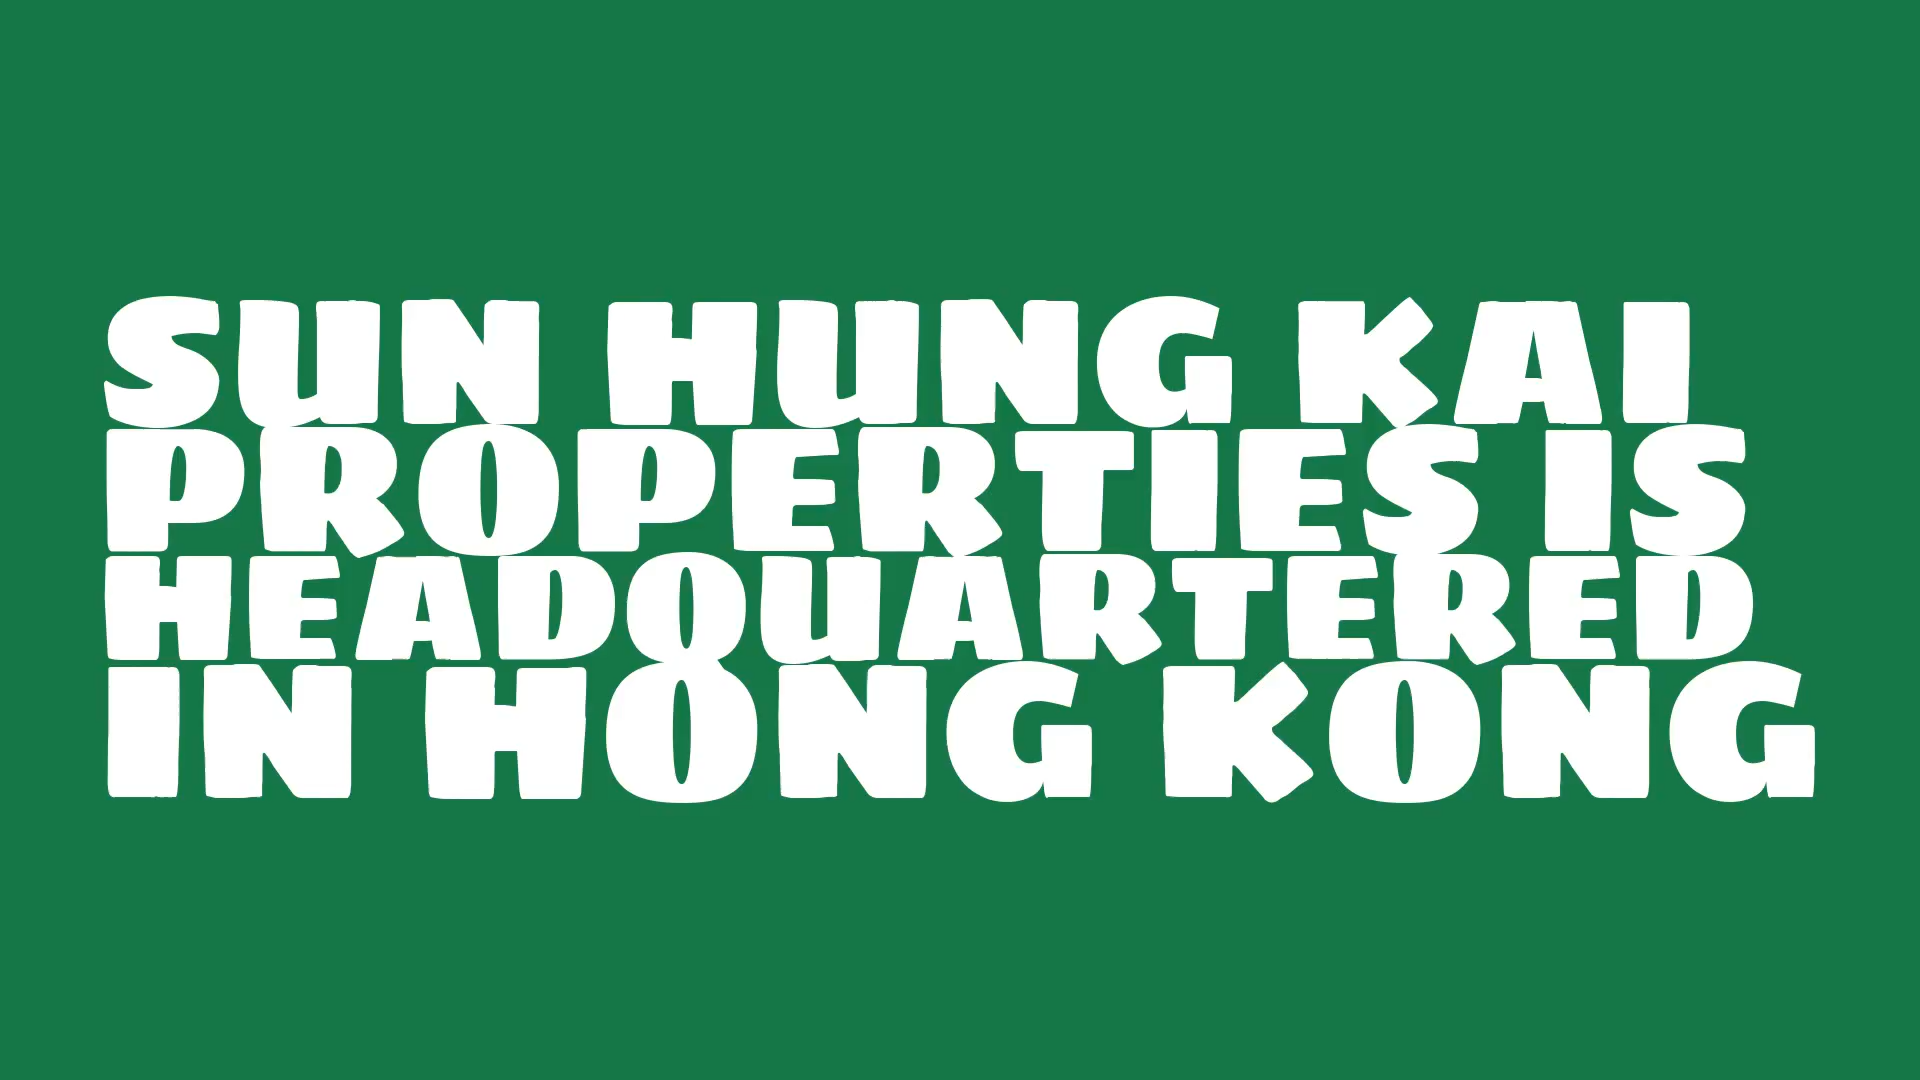 SUN HUNG KAI
PROPERTIES IS
HEADQUARTERED
IN HONG KONG